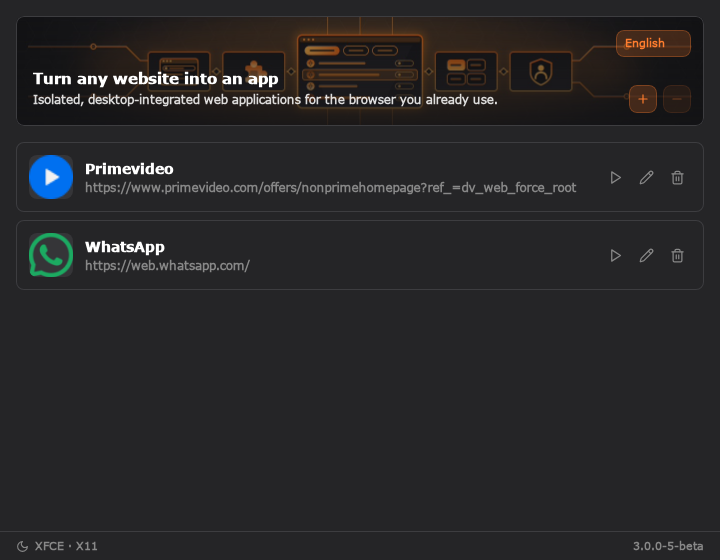 English
Turn any website into an app
Isolated, desktop-integrated web applications for the browser you already use.
Primevideo
https://www.primevideo.com/offers/nonprimehomepage?ref_=dv_web_force_root
WhatsApp
https://web.whatsapp.com/
XFCE · X11
3.0.0-5-beta